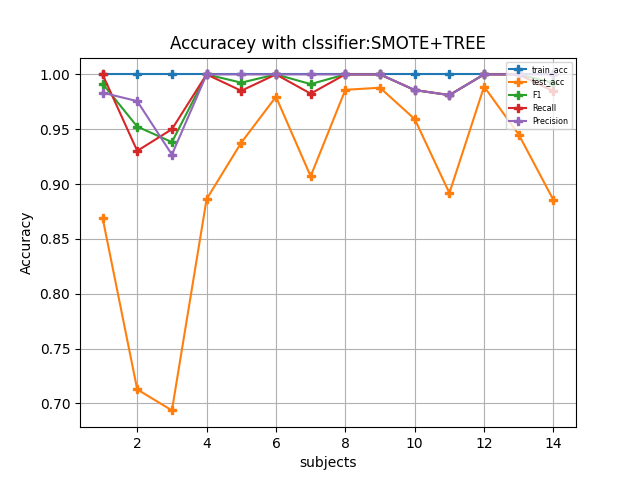 Accuracey with clssifier:SMOTE+TREE
1.00
0.95
0.90
0.85
0.80
0.75
0.70
Accuracy
2
4
6
8
10
12
14
subjects
train_acc
test_acc
F1
Recall
Precision